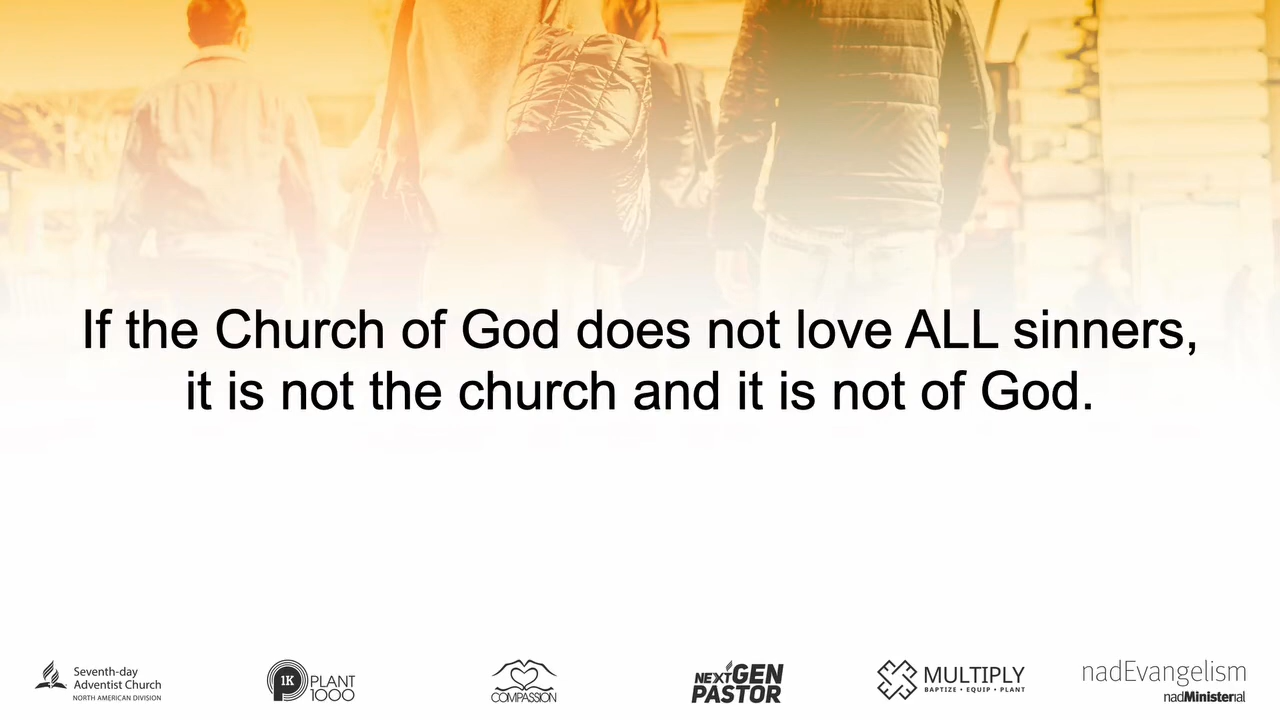 If the Church of God does not love ALL sinners,
it is not the church and it is not of God.
Seventh-day
Adventist Church
NORTH AMERICAN DIVISION
1K
PLANT
1000
COMPASSION
NEXTGEN
PASTOR
MULTIPLY
BAPTIZE • EQUIP • PLANT
nadEvangelism
nadMinisterial